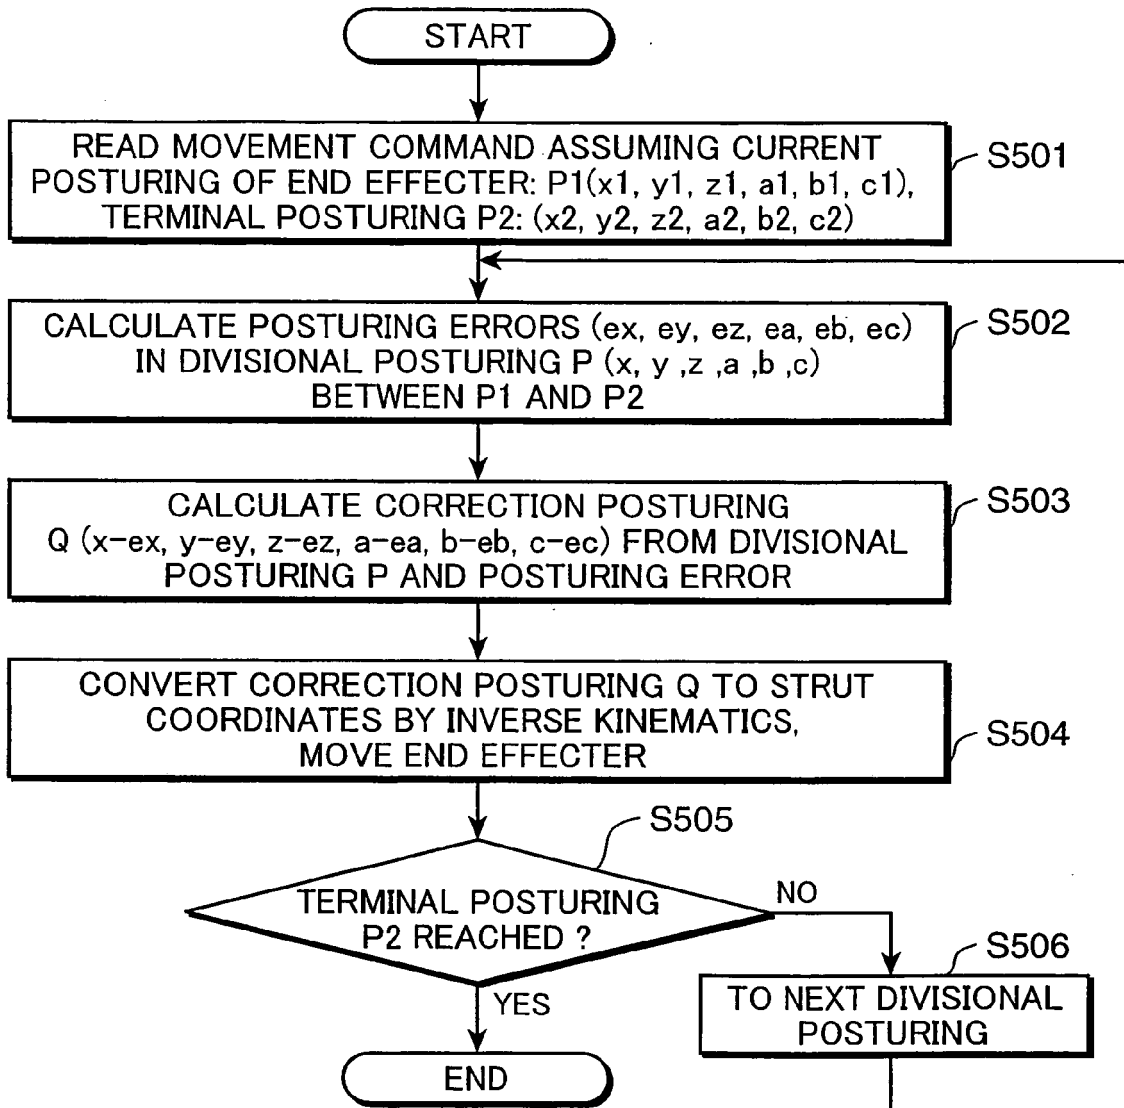 START
READ MOVEMENT COMMAND ASSUMING CURRENT
POSTURING OF END EFFECTER: P1(x1, y1, z1, a1, b1, c1),
TERMINAL POSTURING P2: (x2, y2, z2, a2, b2, c2)
S501
CALCULATE POSTURING ERRORS (ex, ey, ez, ea, eb, ec)
IN DIVISIONAL POSTURING P (x, y ,z ,a ,b ,c)
BETWEEN P1 AND P2
S502
CALCULATE CORRECTION POSTURING
Q (x-ex, y-ey, z-ez, a-ea, b-eb, c-ec) FROM DIVISIONAL
POSTURING P AND POSTURING ERROR
S503
CONVERT CORRECTION POSTURING Q TO STRUT
COORDINATES BY INVERSE KINEMATICS,
MOVE END EFFECTER
S504
S505
TERMINAL POSTURING
P2 REACHED ?
NO
YES
S506
TO NEXT DIVISIONAL
POSTURING
END